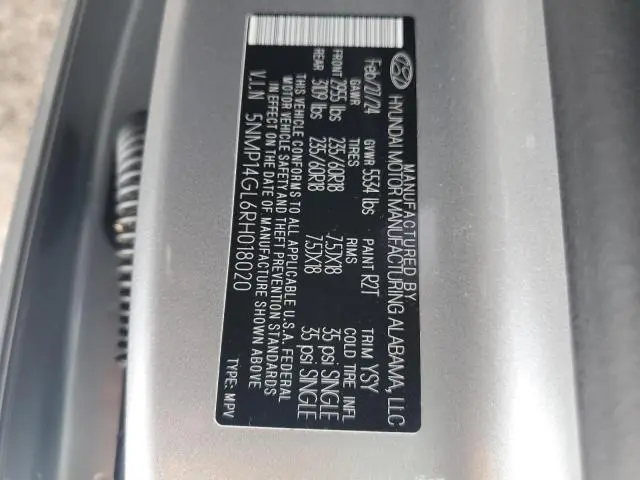 MANUFACTURED BY
HYUNDAI MOTOR MANUFACTURING ALABAMA, LLC
Feb/27/24 GVWR 5534 lbs PAINT R2T TRIM YSY
GAWR TIRES RIMS COLD TIRE INFL
FRONT 2955 lbs 235/60R18 7.5JX18 35 psi SINGLE
REAR 3109 lbs 235/60R18 7.5JX18 35 psi SINGLE
THIS VEHICLE CONFORMS TO ALL APPLICABLE U.S.A. FEDERAL
MOTOR VEHICLE SAFETY AND THEFT PREVENTION STANDARDS
IN EFFECT ON THE DATE OF MANUFACTURE SHOWN ABOVE
V.I.N 5NMP14GL6RH018020 TYPE: MPV